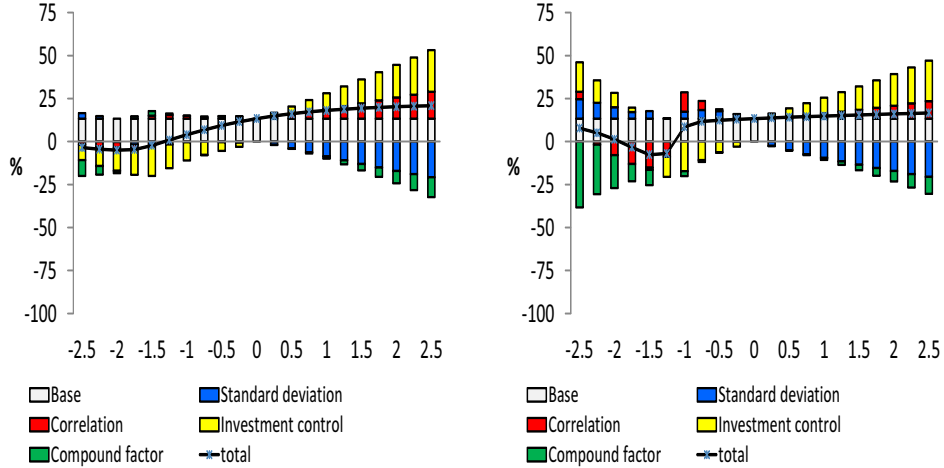 75
50
25
0
-25
-50
-75
-100
%
-2.5 -2 -1.5 -1 -0.5 0 0.5 1 1.5 2 2.5
Base
Standard deviation
Correlation
Investment control
Compound factor
total
75
50
25
0
-25
-50
-75
-100
%
-2.5 -2 -1.5 -1 -0.5 0 0.5 1 1.5 2 2.5
Base
Standard deviation
Correlation
Investment control
Compound factor
total